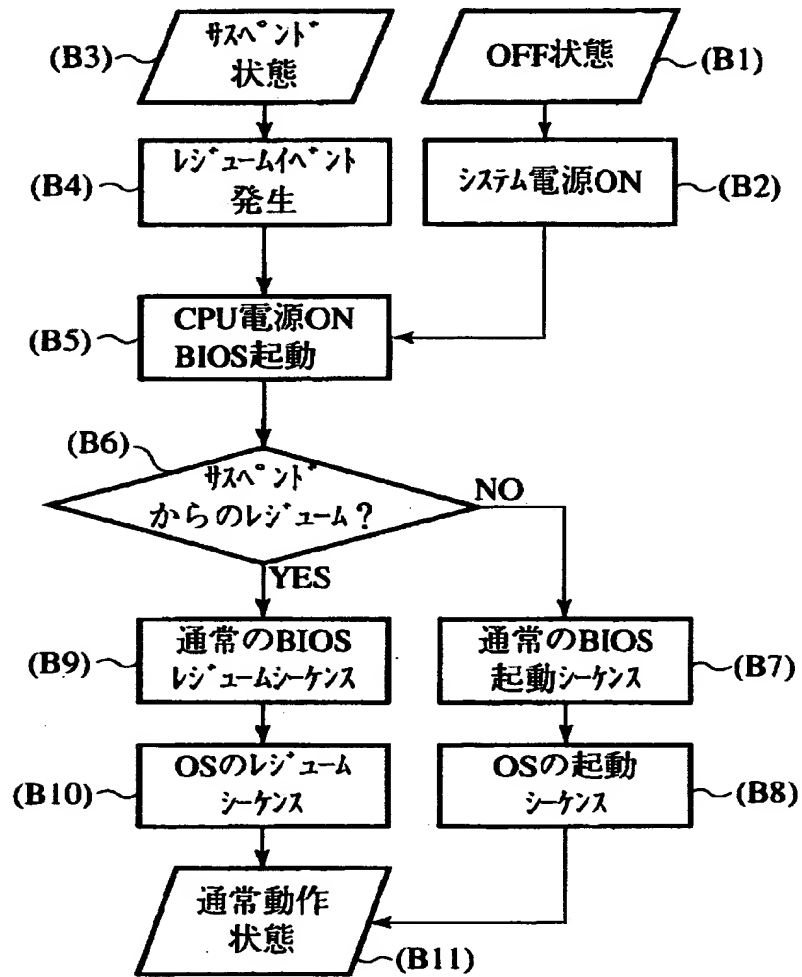 (B3)
サスペンド
状態
OFF状態
(B1)
(B4)
レジュームイベント
発生
システム電源ON
(B2)
(B5)
CPU電源ON
BIOS起動
(B6)
サスペンド
からのレジューム?
NO
YES
(B9)
通常のBIOS
レジュームシーケンス
通常のBIOS
起動シーケンス
(B7)
(B10)
OSのレジューム
シーケンス
OSの起動
シーケンス
(B8)
通常動作
状態
(B11)